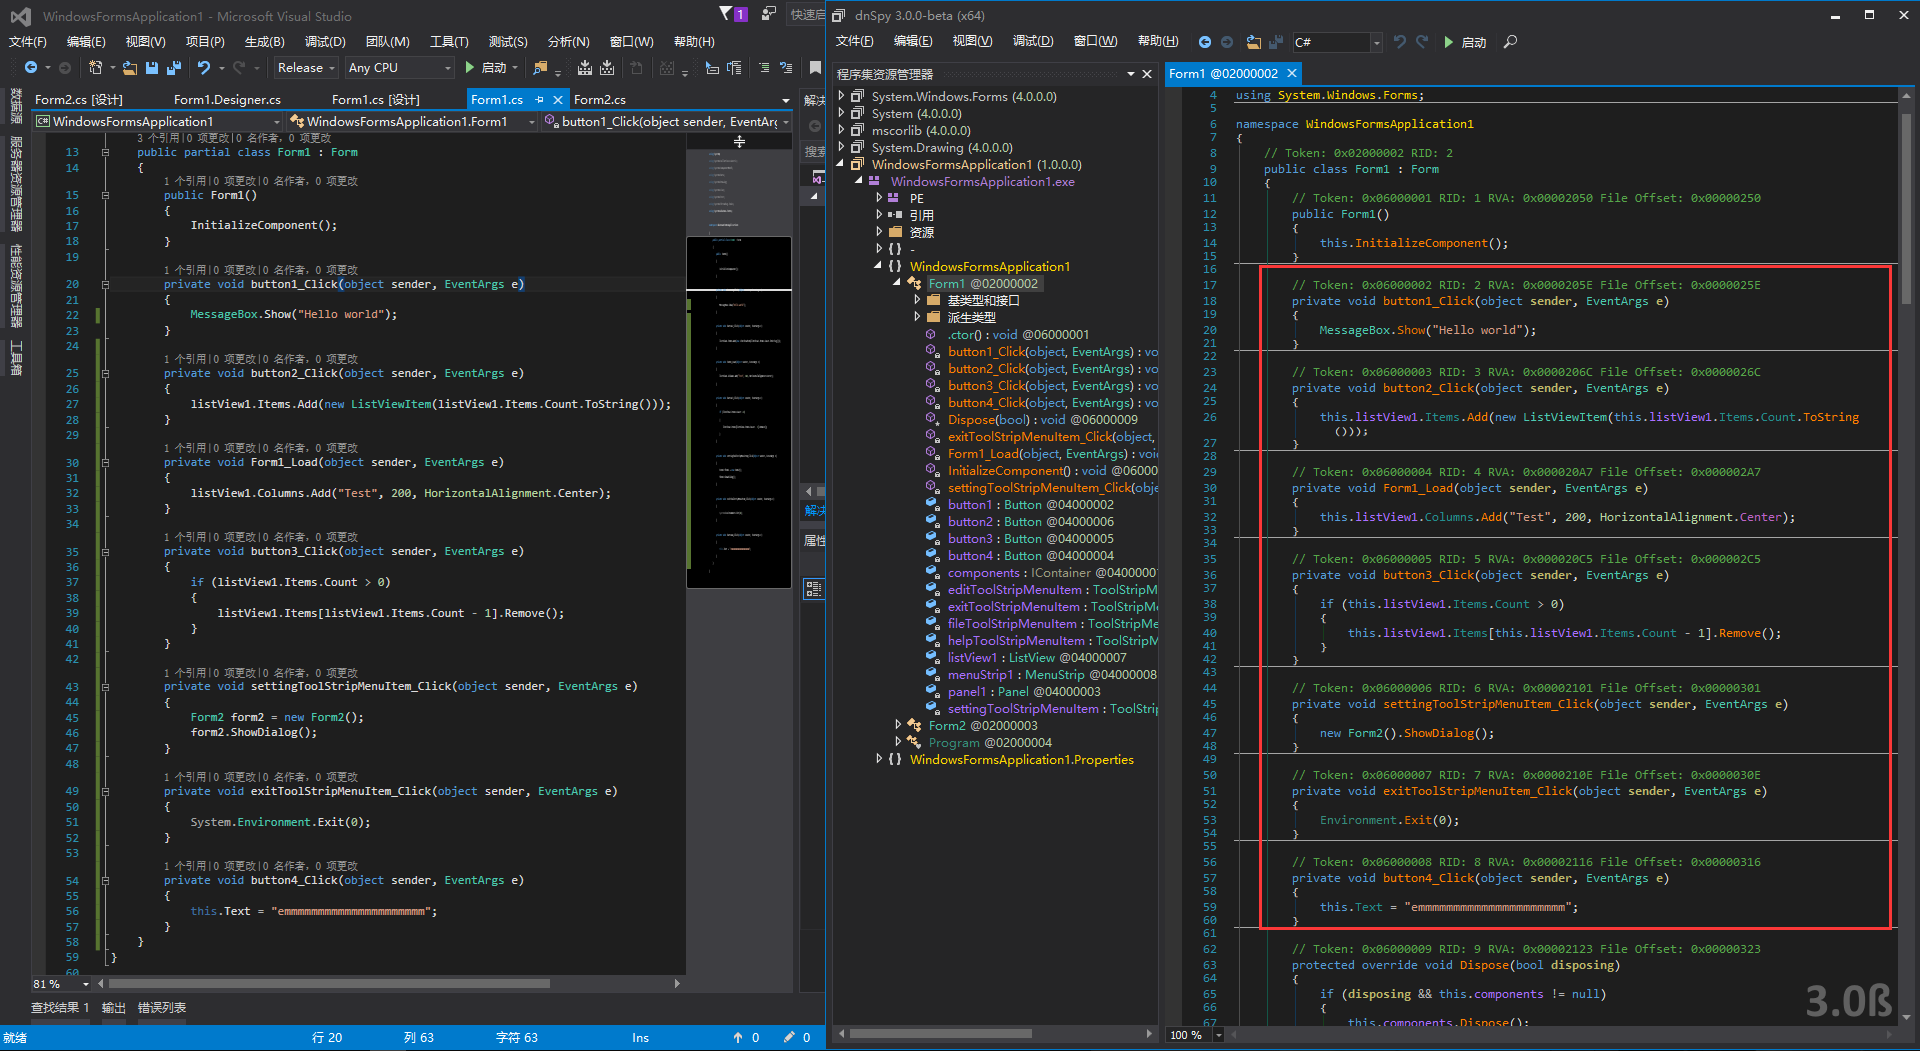 WindowsFormsApplication1 - Microsoft Visual Studio
1
快速启
文件(F) 编辑(E) 视图(V) 项目(P) 生成(B) 调试(D) 团队(M) 工具(T) 测试(S) 分析(N) 窗口(W) 帮助(H)
Release Any CPU 启动
Form2.cs [设计] Form1.Designer.cs Form1.cs [设计] Form1.cs Form2.cs
WindowsFormsApplication1 WindowsFormsApplication1.Form1 button1_Click(object sender, EventArg
数据源
服务器资源管理器
性能资源管理器
工具箱
3 个引用|0 项更改|0 名作者，0 项更改
13 public partial class Form1 : Form
14 {
1 个引用|0 项更改|0 名作者，0 项更改
15 public Form1()
16 {
17 InitializeComponent();
18 }
19
1 个引用|0 项更改|0 名作者，0 项更改
20 private void button1_Click(object sender, EventArgs e)
21 {
22 MessageBox.Show("Hello world");
23 }
24
1 个引用|0 项更改|0 名作者，0 项更改
25 private void button2_Click(object sender, EventArgs e)
26 {
27 listView1.Items.Add(new ListViewItem(listView1.Items.Count.ToString()));
28 }
29
1 个引用|0 项更改|0 名作者，0 项更改
30 private void Form1_Load(object sender, EventArgs e)
31 {
32 listView1.Columns.Add("Test", 200, HorizontalAlignment.Center);
33 }
34
1 个引用|0 项更改|0 名作者，0 项更改
35 private void button3_Click(object sender, EventArgs e)
36 {
37 if (listView1.Items.Count > 0)
38 {
39 listView1.Items[listView1.Items.Count - 1].Remove();
40 }
41 }
42
1 个引用|0 项更改|0 名作者，0 项更改
43 private void settingToolStripMenuItem_Click(object sender, EventArgs e)
44 {
45 Form2 form2 = new Form2();
46 form2.ShowDialog();
47 }
48
1 个引用|0 项更改|0 名作者，0 项更改
49 private void exitToolStripMenuItem_Click(object sender, EventArgs e)
50 {
51 System.Environment.Exit(0);
52 }
53
1 个引用|0 项更改|0 名作者，0 项更改
54 private void button4_Click(object sender, EventArgs e)
55 {
56 this.Text = "emmmmmmmmmmmmmmmmmmmmm";
57 }
58 }
59 }
60
81 %
查找结果 1 输出 错误列表
就绪 行 20 列 63 字符 63 Ins 0 0
解决
搜索
解决
属性
dnSpy 3.0.0-beta (x64)
文件(F) 编辑(E) 视图(V) 调试(D) 窗口(W) 帮助(H) C# 启动
程序集资源管理器
System.Windows.Forms (4.0.0.0)
System (4.0.0.0)
mscorlib (4.0.0.0)
System.Drawing (4.0.0.0)
WindowsFormsApplication1 (1.0.0.0)
WindowsFormsApplication1.exe
PE
引用
资源
{ } -
{ } WindowsFormsApplication1
Form1 @02000002
基类型和接口
派生类型
.ctor() : void @06000001
button1_Click(object, EventArgs) : vo
button2_Click(object, EventArgs) : vo
button3_Click(object, EventArgs) : vo
button4_Click(object, EventArgs) : vo
Dispose(bool) : void @06000009
exitToolStripMenuItem_Click(object,
Form1_Load(object, EventArgs) : voi
InitializeComponent() : void @06000
settingToolStripMenuItem_Click(obje
button1 : Button @04000002
button2 : Button @04000006
button3 : Button @04000005
button4 : Button @04000004
components : IContainer @04000001
editToolStripMenuItem : ToolStripM
exitToolStripMenuItem : ToolStripM
fileToolStripMenuItem : ToolStripMe
helpToolStripMenuItem : ToolStripM
listView1 : ListView @04000007
menuStrip1 : MenuStrip @04000008
panel1 : Panel @04000003
settingToolStripMenuItem : ToolStrip
Form2 @02000003
Program @02000004
{ } WindowsFormsApplication1.Properties
Form1 @02000002
4 using System.Windows.Forms;
5
6 namespace WindowsFormsApplication1
7 {
8 // Token: 0x02000002 RID: 2
9 public class Form1 : Form
10 {
11 // Token: 0x06000001 RID: 1 RVA: 0x00002050 File Offset: 0x00000250
12 public Form1()
13 {
14 this.InitializeComponent();
15 }
16
17 // Token: 0x06000002 RID: 2 RVA: 0x0000205E File Offset: 0x0000025E
18 private void button1_Click(object sender, EventArgs e)
19 {
20 MessageBox.Show("Hello world");
21 }
22
23 // Token: 0x06000003 RID: 3 RVA: 0x0000206C File Offset: 0x0000026C
24 private void button2_Click(object sender, EventArgs e)
25 {
26 this.listView1.Items.Add(new ListViewItem(this.listView1.Items.Count.ToString
()));
27 }
28
29 // Token: 0x06000004 RID: 4 RVA: 0x000020A7 File Offset: 0x000002A7
30 private void Form1_Load(object sender, EventArgs e)
31 {
32 this.listView1.Columns.Add("Test", 200, HorizontalAlignment.Center);
33 }
34
35 // Token: 0x06000005 RID: 5 RVA: 0x000020C5 File Offset: 0x000002C5
36 private void button3_Click(object sender, EventArgs e)
37 {
38 if (this.listView1.Items.Count > 0)
39 {
40 this.listView1.Items[this.listView1.Items.Count - 1].Remove();
41 }
42 }
43
44 // Token: 0x06000006 RID: 6 RVA: 0x00002101 File Offset: 0x00000301
45 private void settingToolStripMenuItem_Click(object sender, EventArgs e)
46 {
47 new Form2().ShowDialog();
48 }
49
50 // Token: 0x06000007 RID: 7 RVA: 0x0000210E File Offset: 0x0000030E
51 private void exitToolStripMenuItem_Click(object sender, EventArgs e)
52 {
53 Environment.Exit(0);
54 }
55
56 // Token: 0x06000008 RID: 8 RVA: 0x00002116 File Offset: 0x00000316
57 private void button4_Click(object sender, EventArgs e)
58 {
59 this.Text = "emmmmmmmmmmmmmmmmmmmmm";
60 }
61
62 // Token: 0x06000009 RID: 9 RVA: 0x00002123 File Offset: 0x00000323
63 protected override void Dispose(bool disposing)
64 {
65 if (disposing && this.components != null)
66 {
67 this.components.Dispose();
100 %
3.0ß